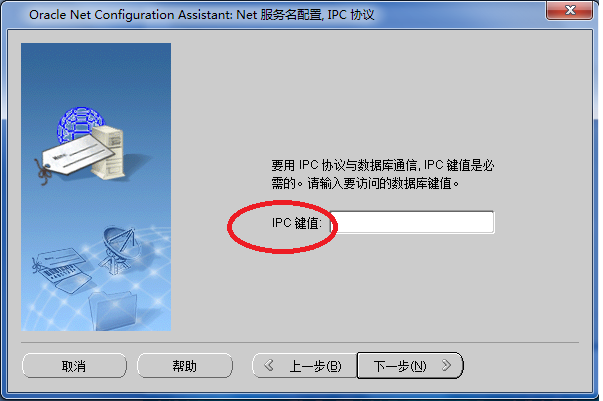 Oracle Net Configuration Assistant: Net 服务名配置, IPC 协议
要用 IPC 协议与数据库通信, IPC 键值是必
需的。请输入要访问的数据库键值。
IPC 键值:
取消
帮助
上一步(B)
下一步(N)